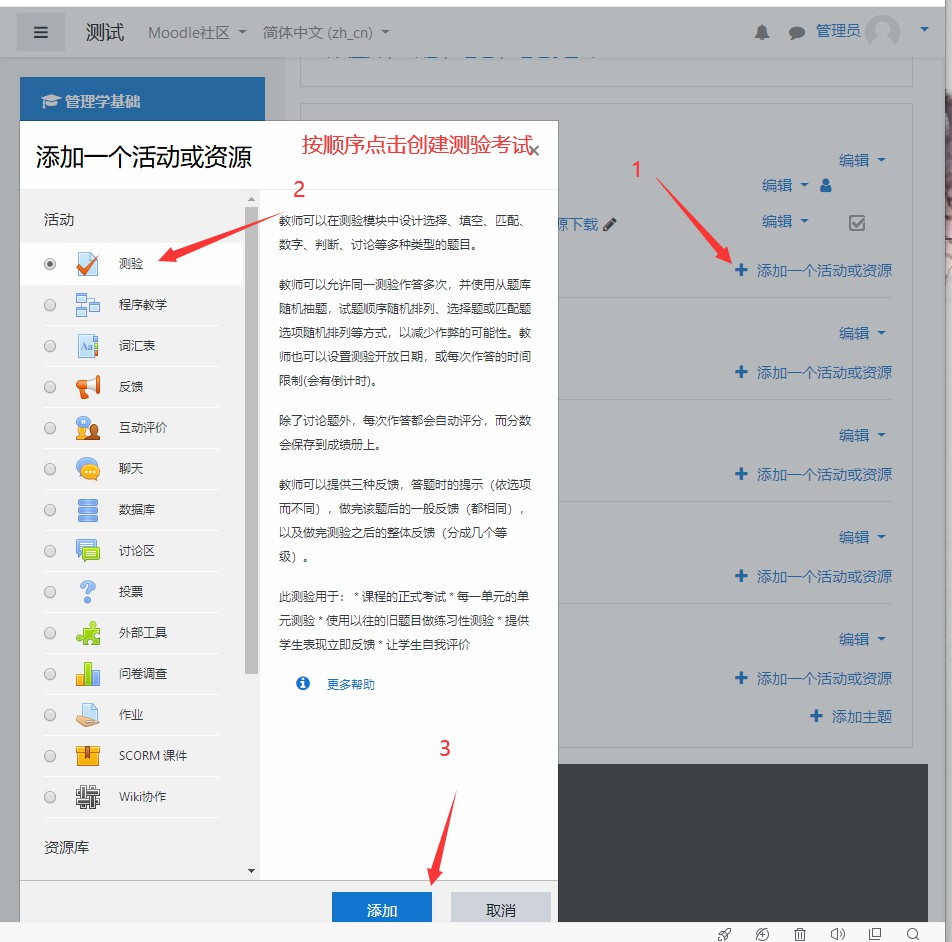 测试 Moodle社区 简体中文 (zh_cn) 管理员
管理学基础
添加一个活动或资源
按顺序点击创建测验考试
×
1
2
3
活动
测验
程序教学
词汇表
反馈
互动评价
聊天
数据库
讨论区
投票
外部工具
问卷调查
作业
SCORM 课件
Wiki协作
资源库
教师可以在测验模块中设计选择、填空、匹配、
数字、判断、讨论等多种类型的题目。
教师可以允许同一测验作答多次，并使用从题库
随机抽题，试题顺序随机排列、选择题或匹配题
选项随机排列等方式，以减少作弊的可能性。教
师也可以设置测验开放日期，或每次作答的时间
限制(会有倒计时)。
除了讨论题外，每次作答都会自动评分，而分数
会保存到成绩册上。
教师可以提供三种反馈，答题时的提示（依选项
而不同），做完该题后的一般反馈（都相同），
以及做完测验之后的整体反馈（分成几个等
级）。
此测验用于： * 课程的正式考试 * 每一单元的单
元测验 * 使用以往的旧题目做练习性测验 * 提供
学生表现立即反馈 * 让学生自我评价
更多帮助
添加 取消
编辑
编辑
源下载 编辑
添加一个活动或资源
编辑
添加一个活动或资源
编辑
添加一个活动或资源
编辑
添加一个活动或资源
编辑
添加一个活动或资源
添加主题